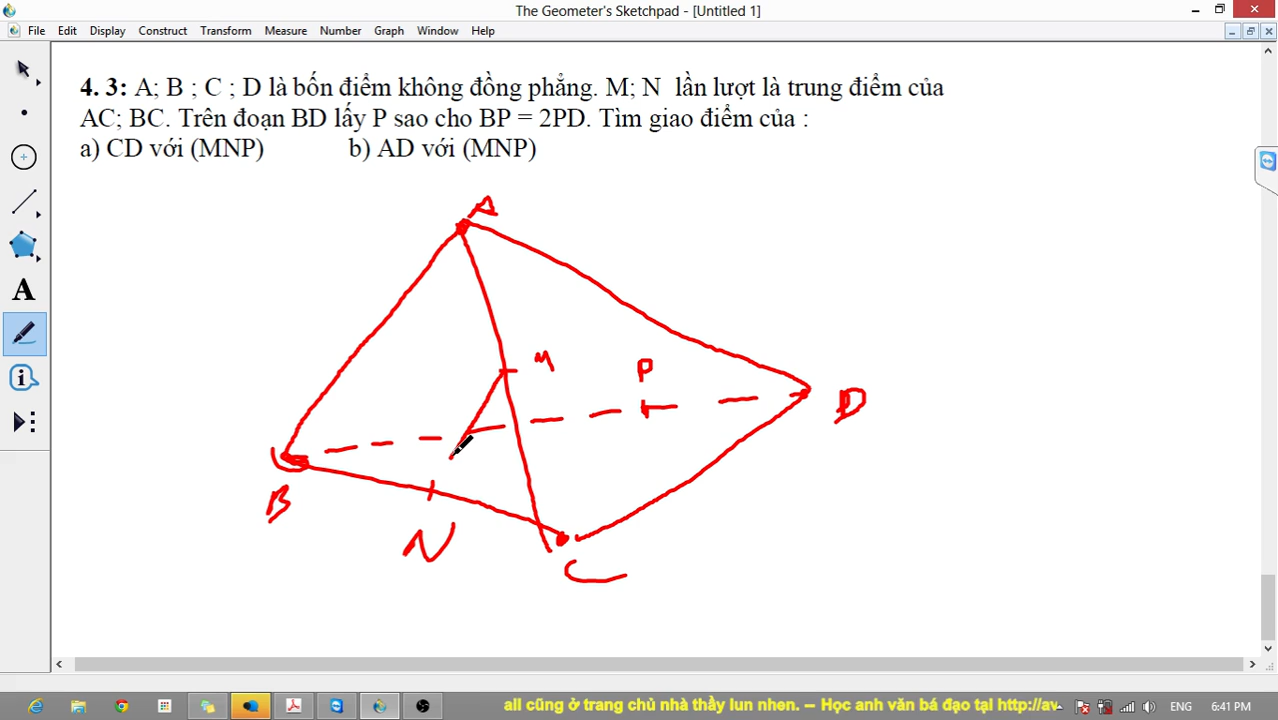 The Geometer's Sketchpad - [Untitled 1]
File Edit Display Construct Transform Measure Number Graph Window Help
4. 3: A; B ; C ; D là bốn điểm không đồng phẳng. M; N lần lượt là trung điểm của
AC; BC. Trên đoạn BD lấy P sao cho BP = 2PD. Tìm giao điểm của :
a) CD với (MNP) b) AD với (MNP)
A
M
P
D
B
N
C
A
all cũng ở trang chủ nhà thầy lun nhen. -- Học anh văn bá đạo tại http://av
ENG 6:41 PM